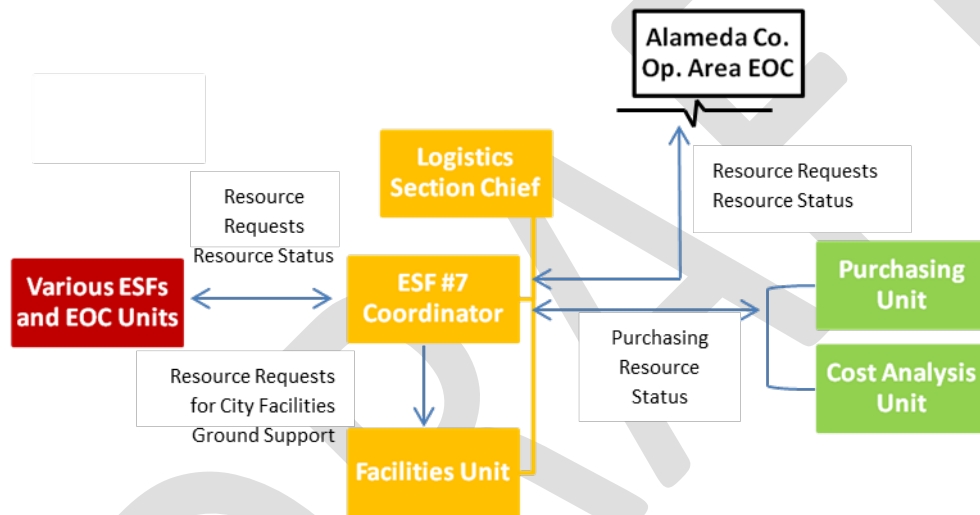 Alameda Co.
Op. Area EOC
Logistics
Section Chief
Resource Requests
Resource Status
Resource
Requests
Resource Status
Various ESFs
and EOC Units
ESF #7
Coordinator
Purchasing
Unit
Purchasing
Resource
Status
Resource Requests
for City Facilities
Ground Support
Cost Analysis
Unit
Facilities Unit